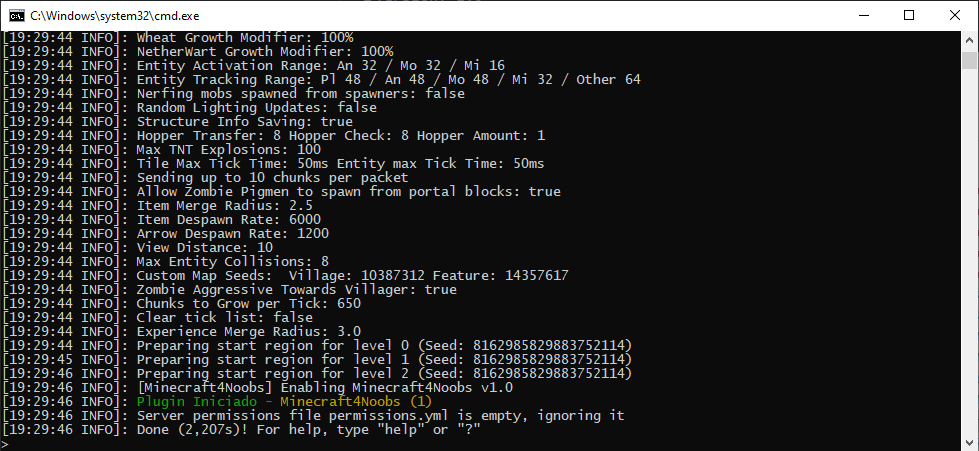 C:\Windows\system32\cmd.exe
[19:29:44 INFO]: Wheat Growth Modifier: 100%
[19:29:44 INFO]: NetherWart Growth Modifier: 100%
[19:29:44 INFO]: Entity Activation Range: An 32 / Mo 32 / Mi 16
[19:29:44 INFO]: Entity Tracking Range: Pl 48 / An 48 / Mo 48 / Mi 32 / Other 64
[19:29:44 INFO]: Nerfing mobs spawned from spawners: false
[19:29:44 INFO]: Random Lighting Updates: false
[19:29:44 INFO]: Structure Info Saving: true
[19:29:44 INFO]: Hopper Transfer: 8 Hopper Check: 8 Hopper Amount: 1
[19:29:44 INFO]: Max TNT Explosions: 100
[19:29:44 INFO]: Tile Max Tick Time: 50ms Entity max Tick Time: 50ms
[19:29:44 INFO]: Sending up to 10 chunks per packet
[19:29:44 INFO]: Allow Zombie Pigmen to spawn from portal blocks: true
[19:29:44 INFO]: Item Merge Radius: 2.5
[19:29:44 INFO]: Item Despawn Rate: 6000
[19:29:44 INFO]: Arrow Despawn Rate: 1200
[19:29:44 INFO]: View Distance: 10
[19:29:44 INFO]: Max Entity Collisions: 8
[19:29:44 INFO]: Custom Map Seeds:  Village: 10387312 Feature: 14357617
[19:29:44 INFO]: Zombie Aggressive Towards Villager: true
[19:29:44 INFO]: Chunks to Grow per Tick: 650
[19:29:44 INFO]: Clear tick list: false
[19:29:44 INFO]: Experience Merge Radius: 3.0
[19:29:44 INFO]: Preparing start region for level 0 (Seed: 8162985829883752114)
[19:29:45 INFO]: Preparing start region for level 1 (Seed: 8162985829883752114)
[19:29:46 INFO]: Preparing start region for level 2 (Seed: 8162985829883752114)
[19:29:46 INFO]: [Minecraft4Noobs] Enabling Minecraft4Noobs v1.0
[19:29:46 INFO]: Plugin Iniciado - Minecraft4Noobs (1)
[19:29:46 INFO]: Server permissions file permissions.yml is empty, ignoring it
[19:29:46 INFO]: Done (2,207s)! For help, type "help" or "?"
>